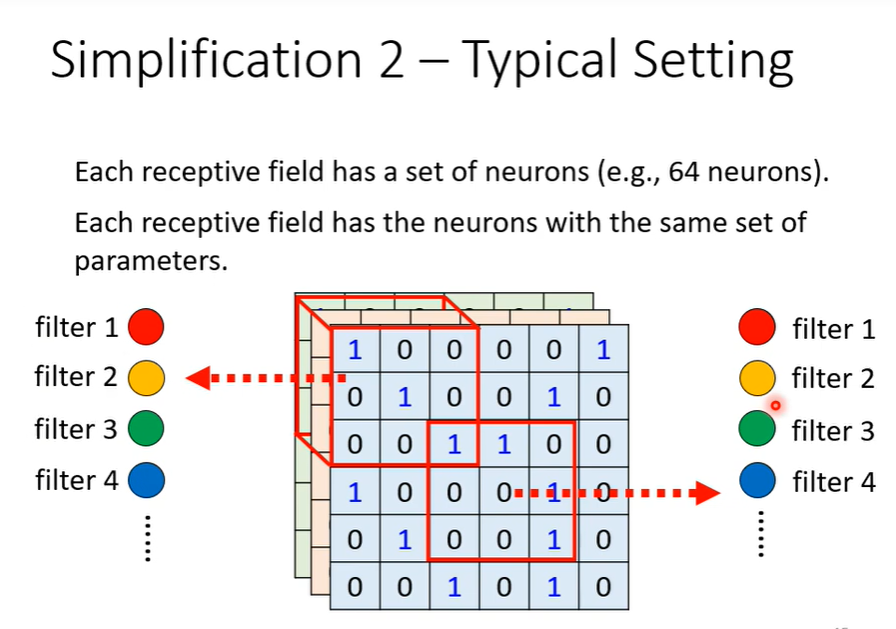 Simplification 2 – Typical Setting
Each receptive field has a set of neurons (e.g., 64 neurons).
Each receptive field has the neurons with the same set of
parameters.
filter 1
filter 2
filter 3
filter 4
1 0 0 0 0 1
0 1 0 0 1 0
0 0 1 1 0 0
1 0 0 0 1 0
0 1 0 0 1 0
0 0 1 0 1 0
filter 1
filter 2
filter 3
filter 4